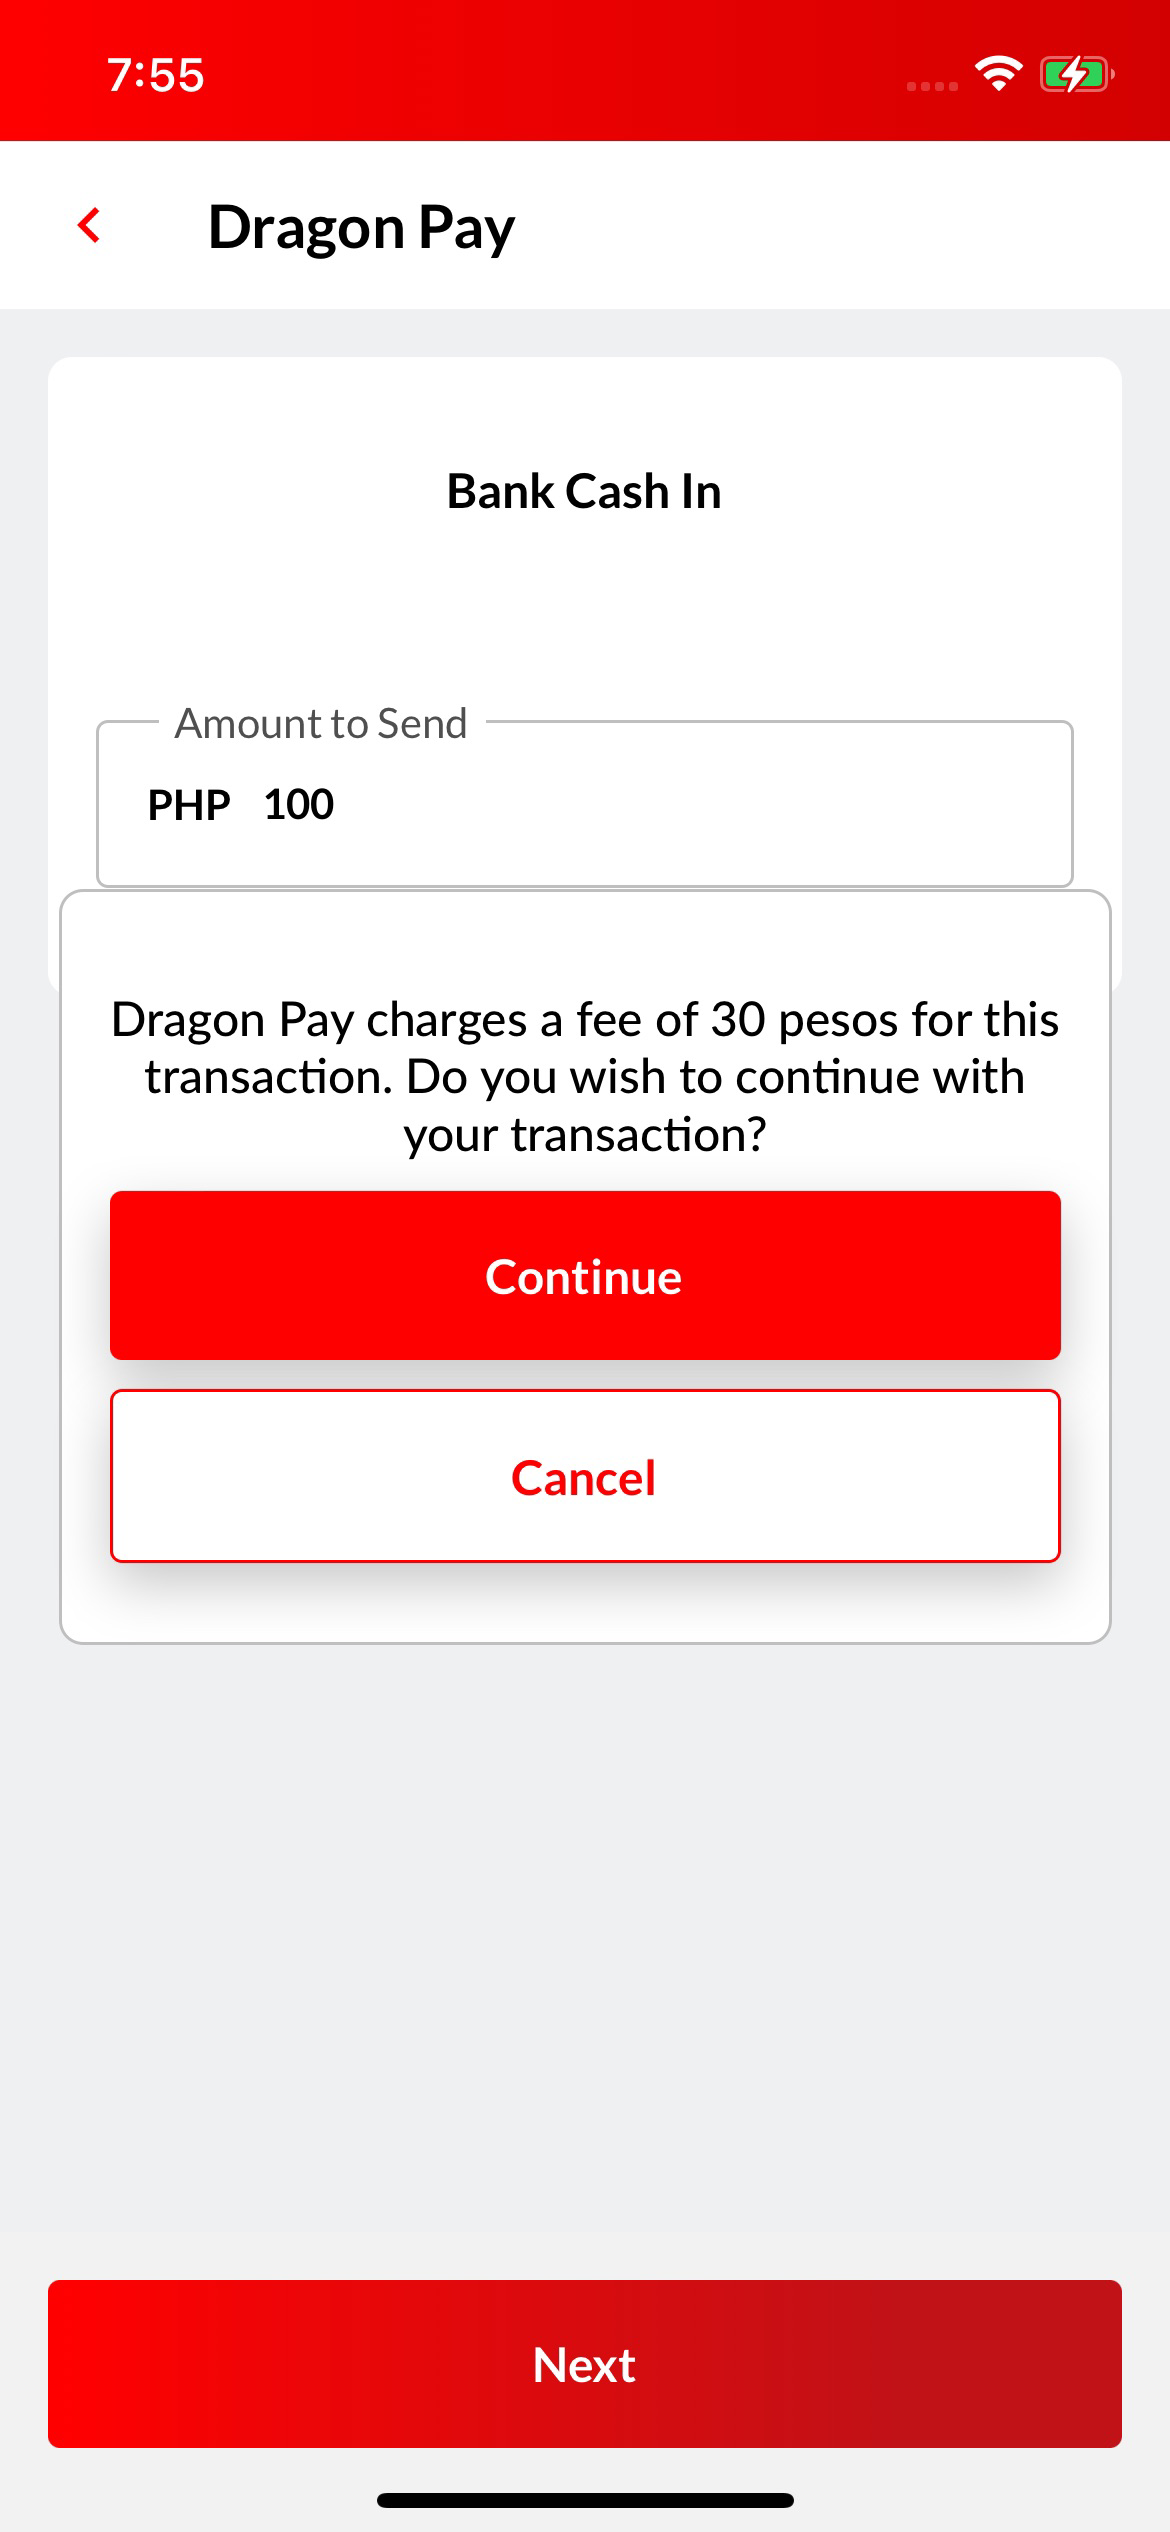 7:55
Dragon Pay
Bank Cash In
Amount to Send
PHP 100
Dragon Pay charges a fee of 30 pesos for this
transaction. Do you wish to continue with
your transaction?
Continue
Cancel
Next